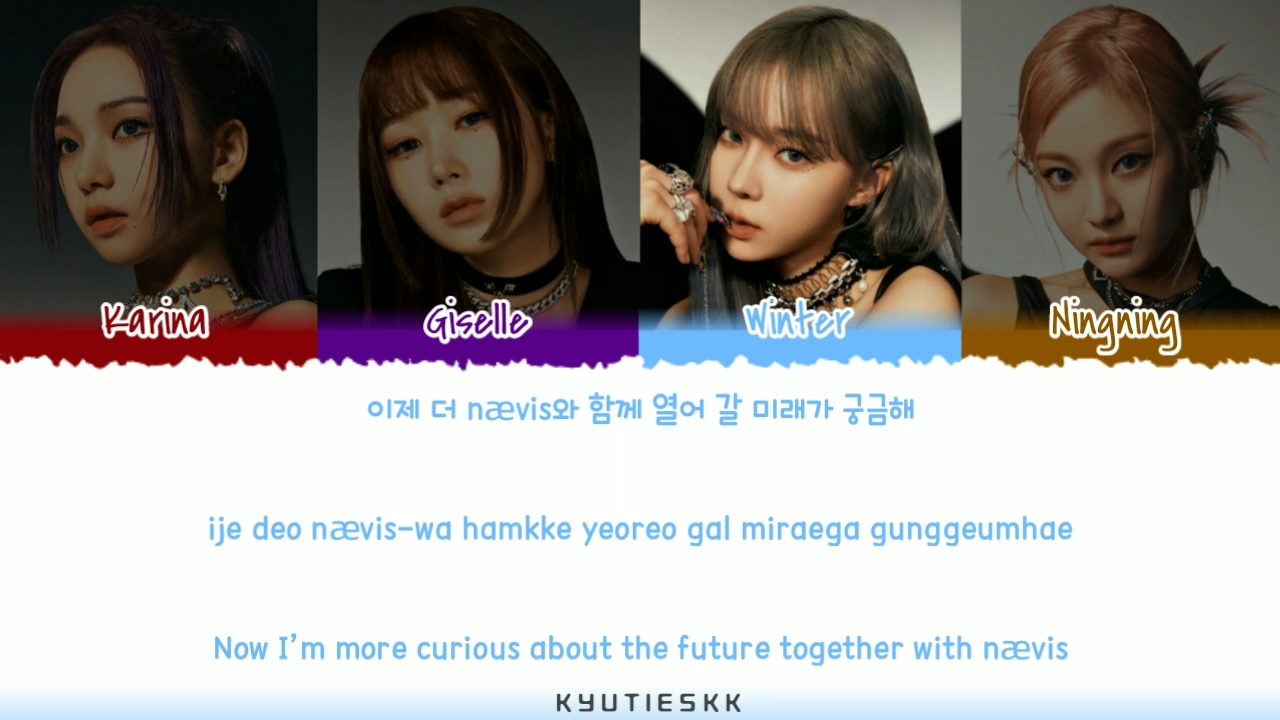 Karina
Giselle
Winter
Ningning
이제 더 nævis와 함께 열어 갈 미래가 궁금해
ije deo nævis-wa hamkke yeoreo gal miraega gunggeumhae
Now I'm more curious about the future together with nævis
KYUTIESKK